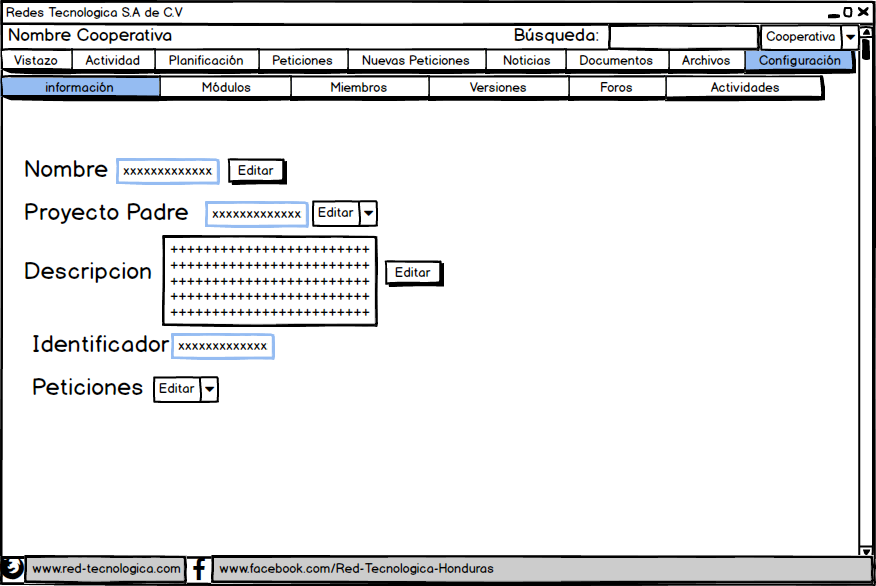 Redes Tecnologica S.A de C.V
Nombre Cooperativa Búsqueda: Cooperativa
Vistazo Actividad Planificación Peticiones Nuevas Peticiones Noticias Documentos Archivos Configuración
información Módulos Miembros Versiones Foros Actividades
Nombre xxxxxxxxxxxxx Editar
Proyecto Padre xxxxxxxxxxxxx Editar
++++++++++++++++++++++++
++++++++++++++++++++++++
Descripcion ++++++++++++++++++++++++ Editar
++++++++++++++++++++++++
++++++++++++++++++++++++
Identificador xxxxxxxxxxxxx
Peticiones Editar
www.red-tecnologica.com www.facebook.com/Red-Tecnologica-Honduras